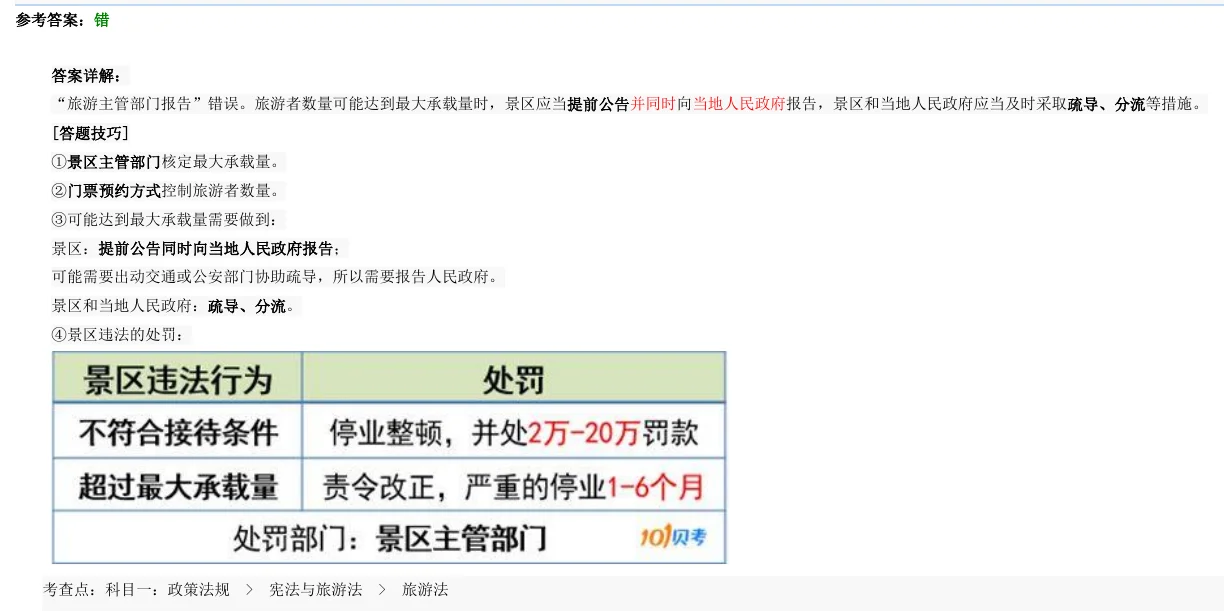 参考答案：错
答案详解：
“旅游主管部门报告”错误。旅游者数量可能达到最大承载量时，景区应当提前公告并同时向当地人民政府报告，景区和当地人民政府应当及时采取疏导、分流等措施。
[答题技巧]
①景区主管部门核定最大承载量。
②门票预约方式控制旅游者数量。
③可能达到最大承载量需要做到：
景区：提前公告同时向当地人民政府报告；
可能需要出动交通或公安部门协助疏导，所以需要报告人民政府。
景区和当地人民政府：疏导、分流。
④景区违法的处罚：
景区违法行为 处罚
不符合接待条件 停业整顿，并处2万-20万罚款
超过最大承载量 责令改正，严重的停业1-6个月
处罚部门：景区主管部门 101贝考
考查点：科目一：政策法规 > 宪法与旅游法 > 旅游法